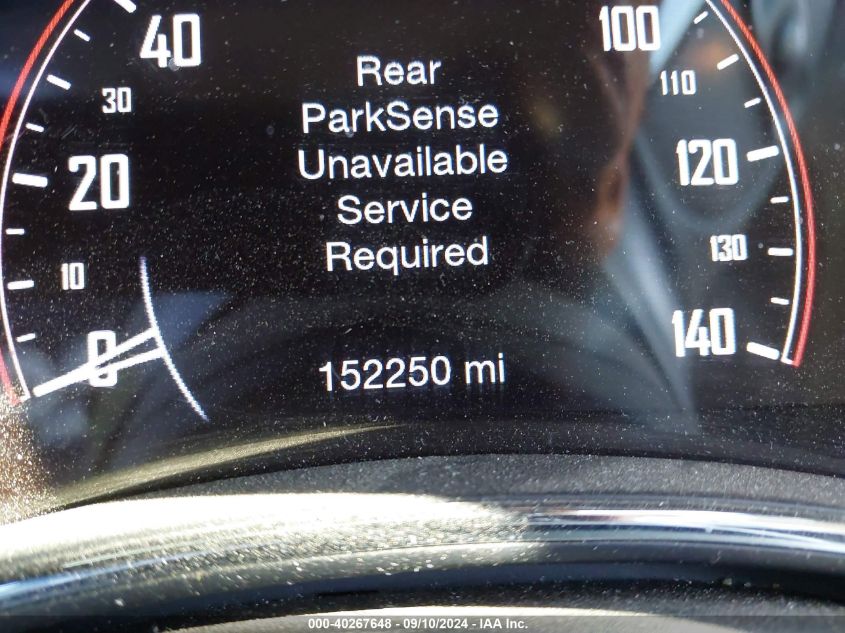 40
30
20
10
0
Rear
ParkSense
Unavailable
Service
Required
152250 mi
100
110
120
130
140
000-40267648 - 09/10/2024 - IAA Inc.